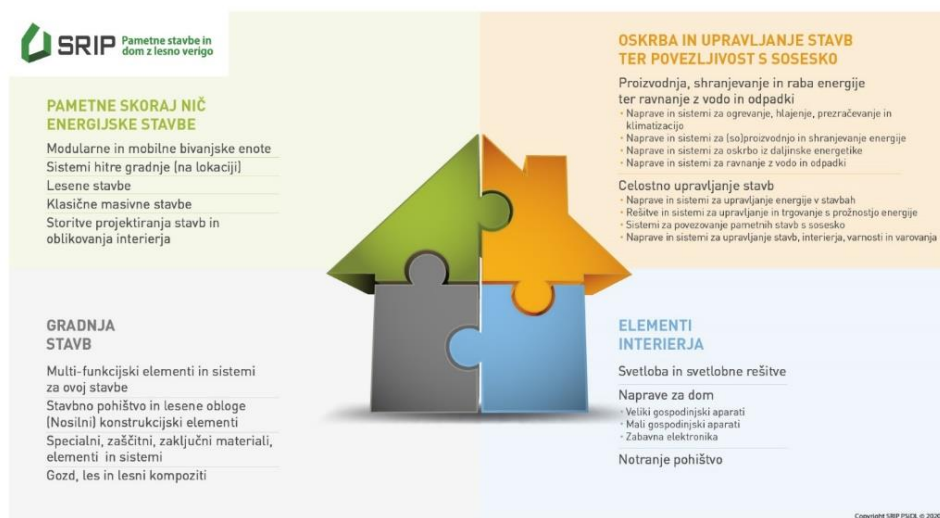 SRIP Pametne stavbe in
dom z lesno verigo
PAMETNE SKORAJ NIČ
ENERGIJSKE STAVBE
Modularne in mobilne bivanjske enote
Sistemi hitre gradnje (na lokaciji)
Lesene stavbe
Klasične masivne stavbe
Storitve projektiranja stavb in
oblikovanja interierja
OSKRBA IN UPRAVLJANJE STAVB
TER POVEZLJIVOST S SOSESKO
Proizvodnja, shranjevanje in raba energije
ter ravnanje z vodo in odpadki
• Naprave in sistemi za ogrevanje, hlajenje, prezračevanje in
klimatizacijo
• Naprave in sistemi za (so)proizvodnjo in shranjevanje energije
• Naprave in sistemi za oskrbo iz daljinske energetike
• Naprave in sistemi za ravnanje z vodo in odpadki
Celostno upravljanje stavb
• Naprave in sistemi za upravljanje energije v stavbah
• Rešitve in sistemi za upravljanje in trgovanje s prožnostjo energije
• Sistemi za povezovanje pametnih stavb s sosesko
• Naprave in sistemi za upravljanje stavb, interierja, varnosti in varovanja
GRADNJA
STAVB
Multi-funkcijski elementi in sistemi
za ovoj stavbe
Stavbno pohištvo in lesene obloge
(Nosilni) konstrukcijski elementi
Specialni, zaščitni, zaključni materiali,
elementi in sistemi
Gozd, les in lesni kompoziti
ELEMENTI
INTERIERJA
Svetloba in svetlobne rešitve
Naprave za dom
• Veliki gospodinjski aparati
• Mali gospodinjski aparati
• Zabavna elektronika
Notranje pohištvo
Copyright SRIP PSiDL © 2020